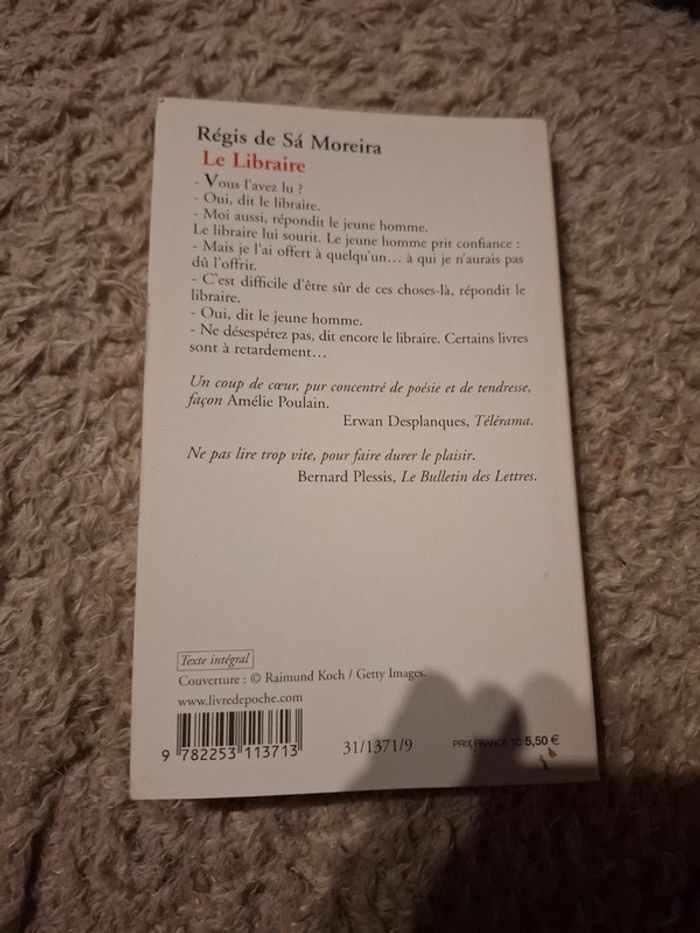 Régis de Sá Moreira
Le Libraire
- Vous l'avez lu ?
- Oui, dit le libraire.
- Moi aussi, répondit le jeune homme.
Le libraire lui sourit. Le jeune homme prit confiance :
- Mais je l'ai offert à quelqu'un... à qui je n'aurais pas
dû l'offrir.
- C'est difficile d'être sûr de ces choses-là, répondit le
libraire.
- Oui, dit le jeune homme.
- Ne désespérez pas, dit encore le libraire. Certains livres
sont à retardement...
Un coup de cœur, pur concentré de poésie et de tendresse,
façon Amélie Poulain.
Erwan Desplanques, Télérama.
Ne pas lire trop vite, pour faire durer le plaisir.
Bernard Plessis, Le Bulletin des Lettres.
Texte intégral
Couverture : © Raimund Koch / Getty Images.
www.livredepoche.com
9 782253 113713
31/1371/9
PRIX FRANCE TC 5,50 €